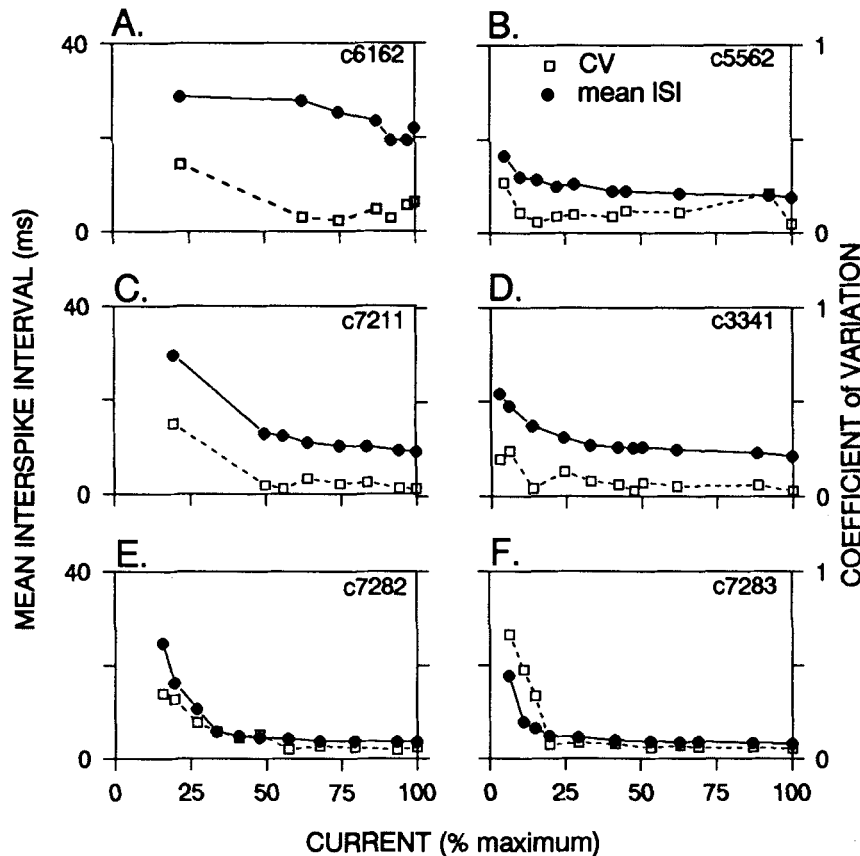 A.
B.
40
c6162
c5562
1
CV
mean ISI
0
0
C.
D.
40
c7211
c3341
1
0
0
E.
F.
40
c7282
c7283
1
0
0
0
25
50
75
100
0
25
50
75
100
MEAN INTERSPIKE INTERVAL (ms)
COEFFICIENT of VARIATION
CURRENT (% maximum)